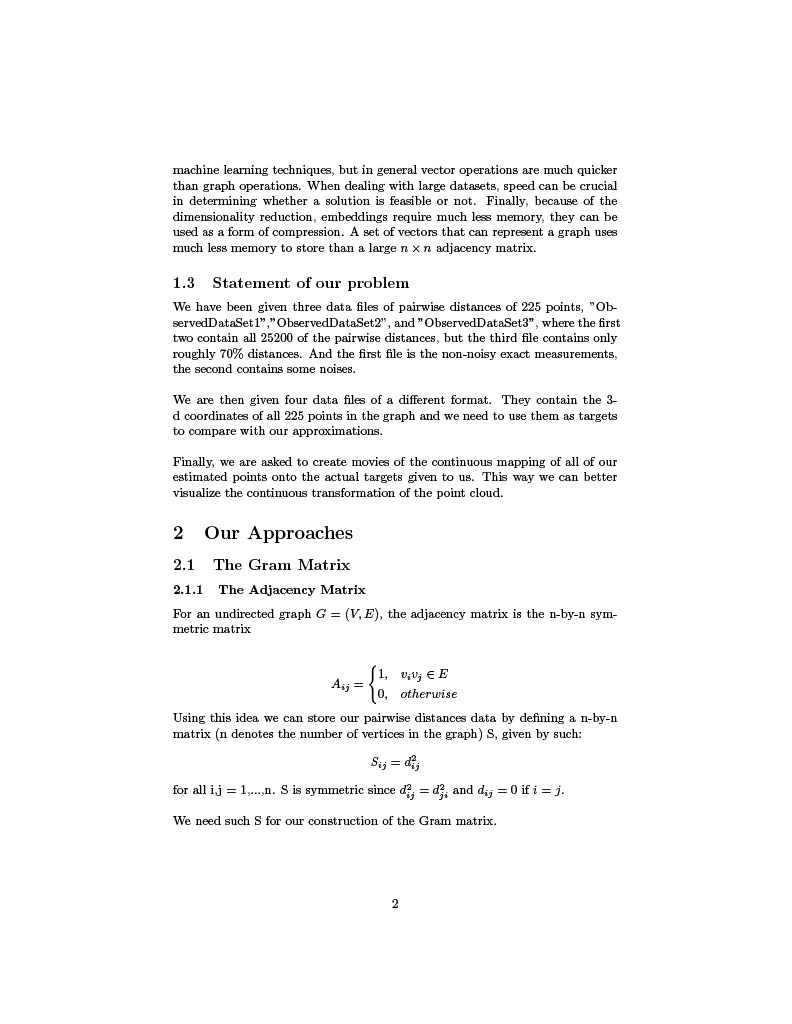 machine learning techniques, but in general vector operations are much quicker
than graph operations. When dealing with large datasets, speed can be crucial
in determining whether a solution is feasible or not. Finally, because of the
dimensionality reduction, embeddings require much less memory, they can be
used as a form of compression. A set of vectors that can represent a graph uses
much less memory to store than a large n × n adjacency matrix.
1.3 Statement of our problem
We have been given three data files of pairwise distances of 225 points, ”Ob-
servedDataSet1”,”ObservedDataSet2”, and ”ObservedDataSet3”, where the first
two contain all 25200 of the pairwise distances, but the third file contains only
roughly 70% distances. And the first file is the non-noisy exact measurements,
the second contains some noises.
We are then given four data files of a different format. They contain the 3-
d coordinates of all 225 points in the graph and we need to use them as targets
to compare with our approximations.
Finally, we are asked to create movies of the continuous mapping of all of our
estimated points onto the actual targets given to us. This way we can better
visualize the continuous transformation of the point cloud.
2 Our Approaches
2.1 The Gram Matrix
2.1.1 The Adjacency Matrix
For an undirected graph G = (V, E), the adjacency matrix is the n-by-n sym-
metric matrix
A_{ij} = { 1, v_i v_j ∈ E
0, otherwise
Using this idea we can store our pairwise distances data by defining a n-by-n
matrix (n denotes the number of vertices in the graph) S, given by such:
S_{ij} = d_{ij}^2
for all i,j = 1,...,n. S is symmetric since d_{ij}^2 = d_{ji}^2 and d_{ij} = 0 if i = j.
We need such S for our construction of the Gram matrix.
2